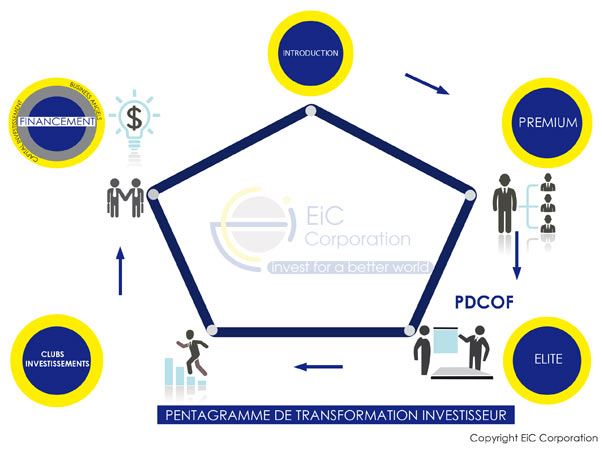 INTRODUCTION
BUSINESS ANGELS
FINANCEMENT
CAPITAL INVESTISSEMENT
$
PREMIUM
EiC
Corporation
invest for a better world
PDCOF
CLUBS
INVESTISSEMENTS
ELITE
PENTAGRAMME DE TRANSFORMATION INVESTISSEUR
Copyright EiC Corporation